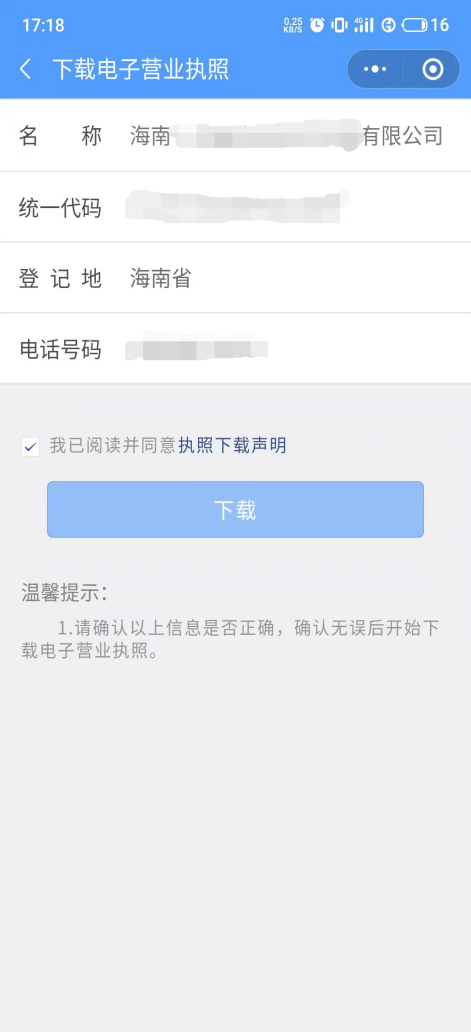 17:18 0.25 KB/S 4G 16
下载电子营业执照
名 称 海南 有限公司
统一代码
登记地 海南省
电话号码
我已阅读并同意执照下载声明
下载
温馨提示：
1.请确认以上信息是否正确，确认无误后开始下
载电子营业执照。